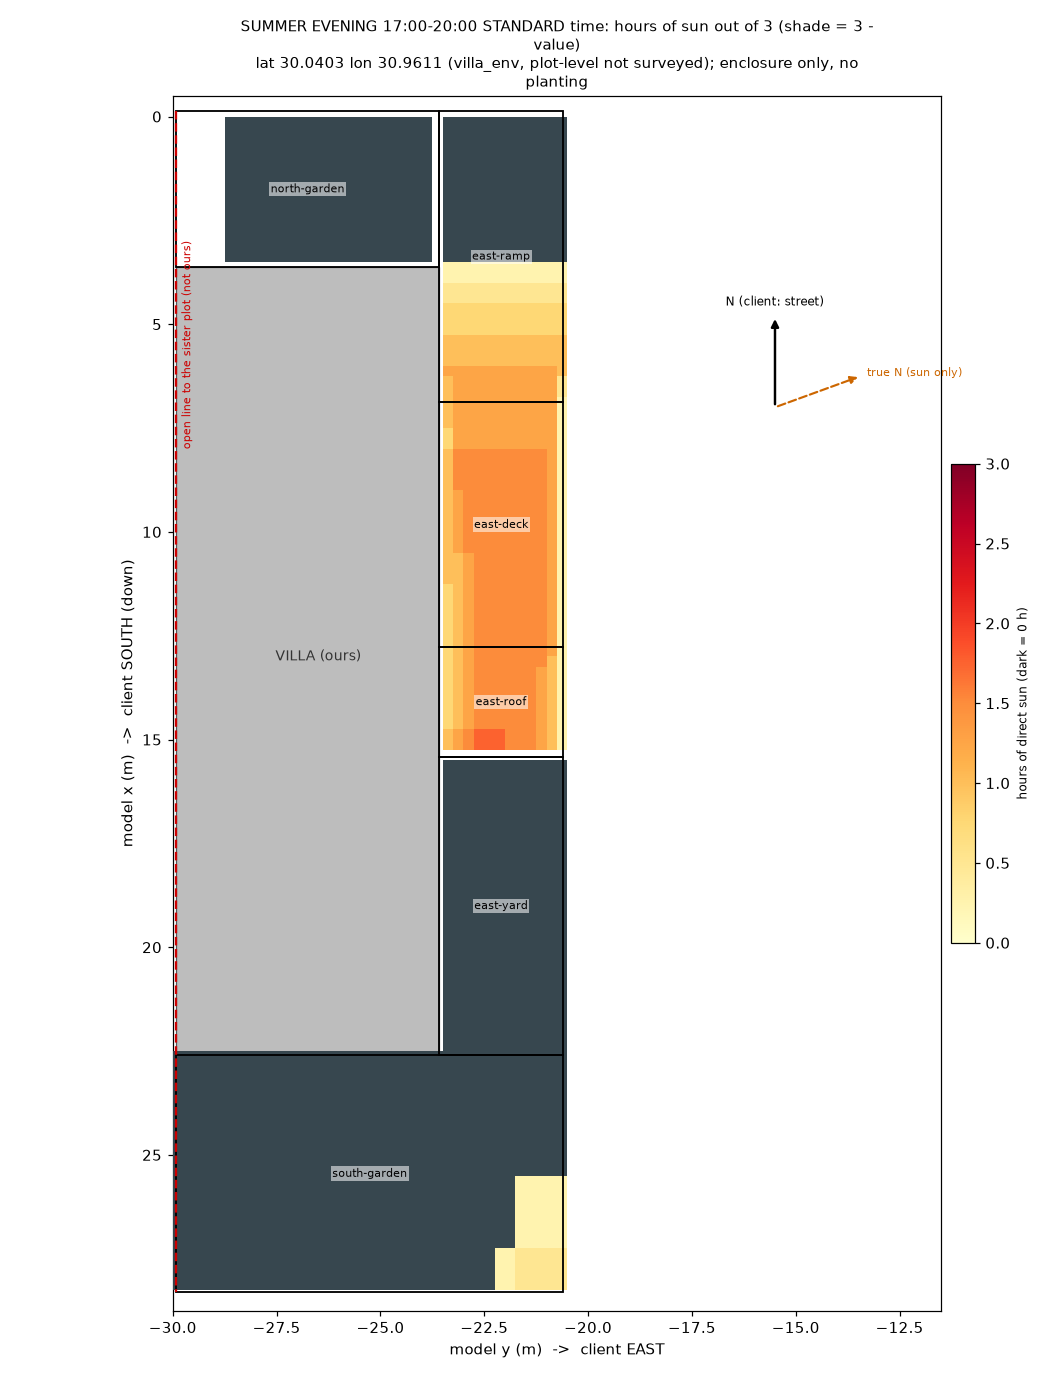 SUMMER EVENING 17:00-20:00 STANDARD time: hours of sun out of 3 (shade = 3 -
value)
lat 30.0403 lon 30.9611 (villa_env, plot-level not surveyed); enclosure only, no
planting
0
5
10
15
20
25
model x (m)  ->  client SOUTH (down)
north-garden
east-ramp
open line to the sister plot (not ours)
N (client: street)
true N (sun only)
east-deck
VILLA (ours)
east-roof
east-yard
south-garden
3.0
2.5
2.0
1.5
1.0
0.5
0.0
hours of direct sun (dark = 0 h)
−30.0
−27.5
−25.0
−22.5
−20.0
−17.5
−15.0
−12.5
model y (m)  ->  client EAST